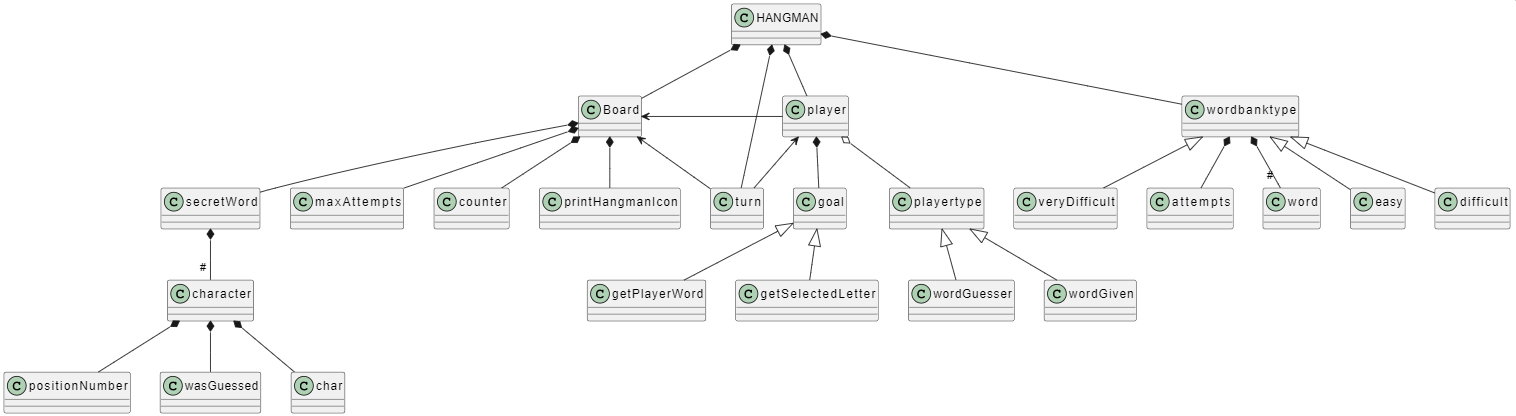 C HANGMAN
C Board
C player
C wordbanktype
C secretWord
C maxAttempts
C counter
C printHangmanIcon
C turn
C goal
C playertype
C veryDifficult
C attempts
#
C word
C easy
C difficult
#
C character
C getPlayerWord
C getSelectedLetter
C wordGuesser
C wordGiven
C positionNumber
C wasGuessed
C char